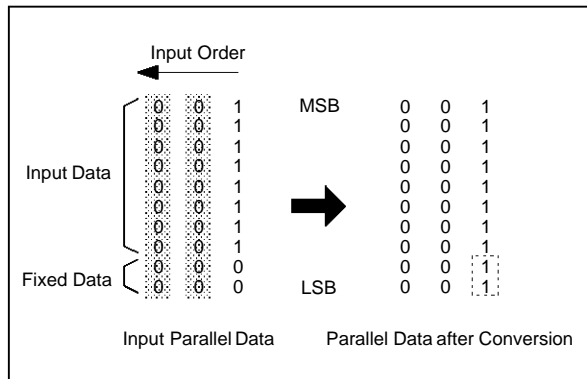 Input Order
0 0 1 MSB 0 0 1
0 0 1 0 0 1
0 0 1 0 0 1
0 0 1 0 0 1
Input Data 0 0 1 0 0 1
0 0 1 0 0 1
0 0 1 0 0 1
0 0 1 0 0 1
Fixed Data 0 0 0 0 0 1
0 0 0 LSB 0 0 1
Input Parallel Data Parallel Data after Conversion